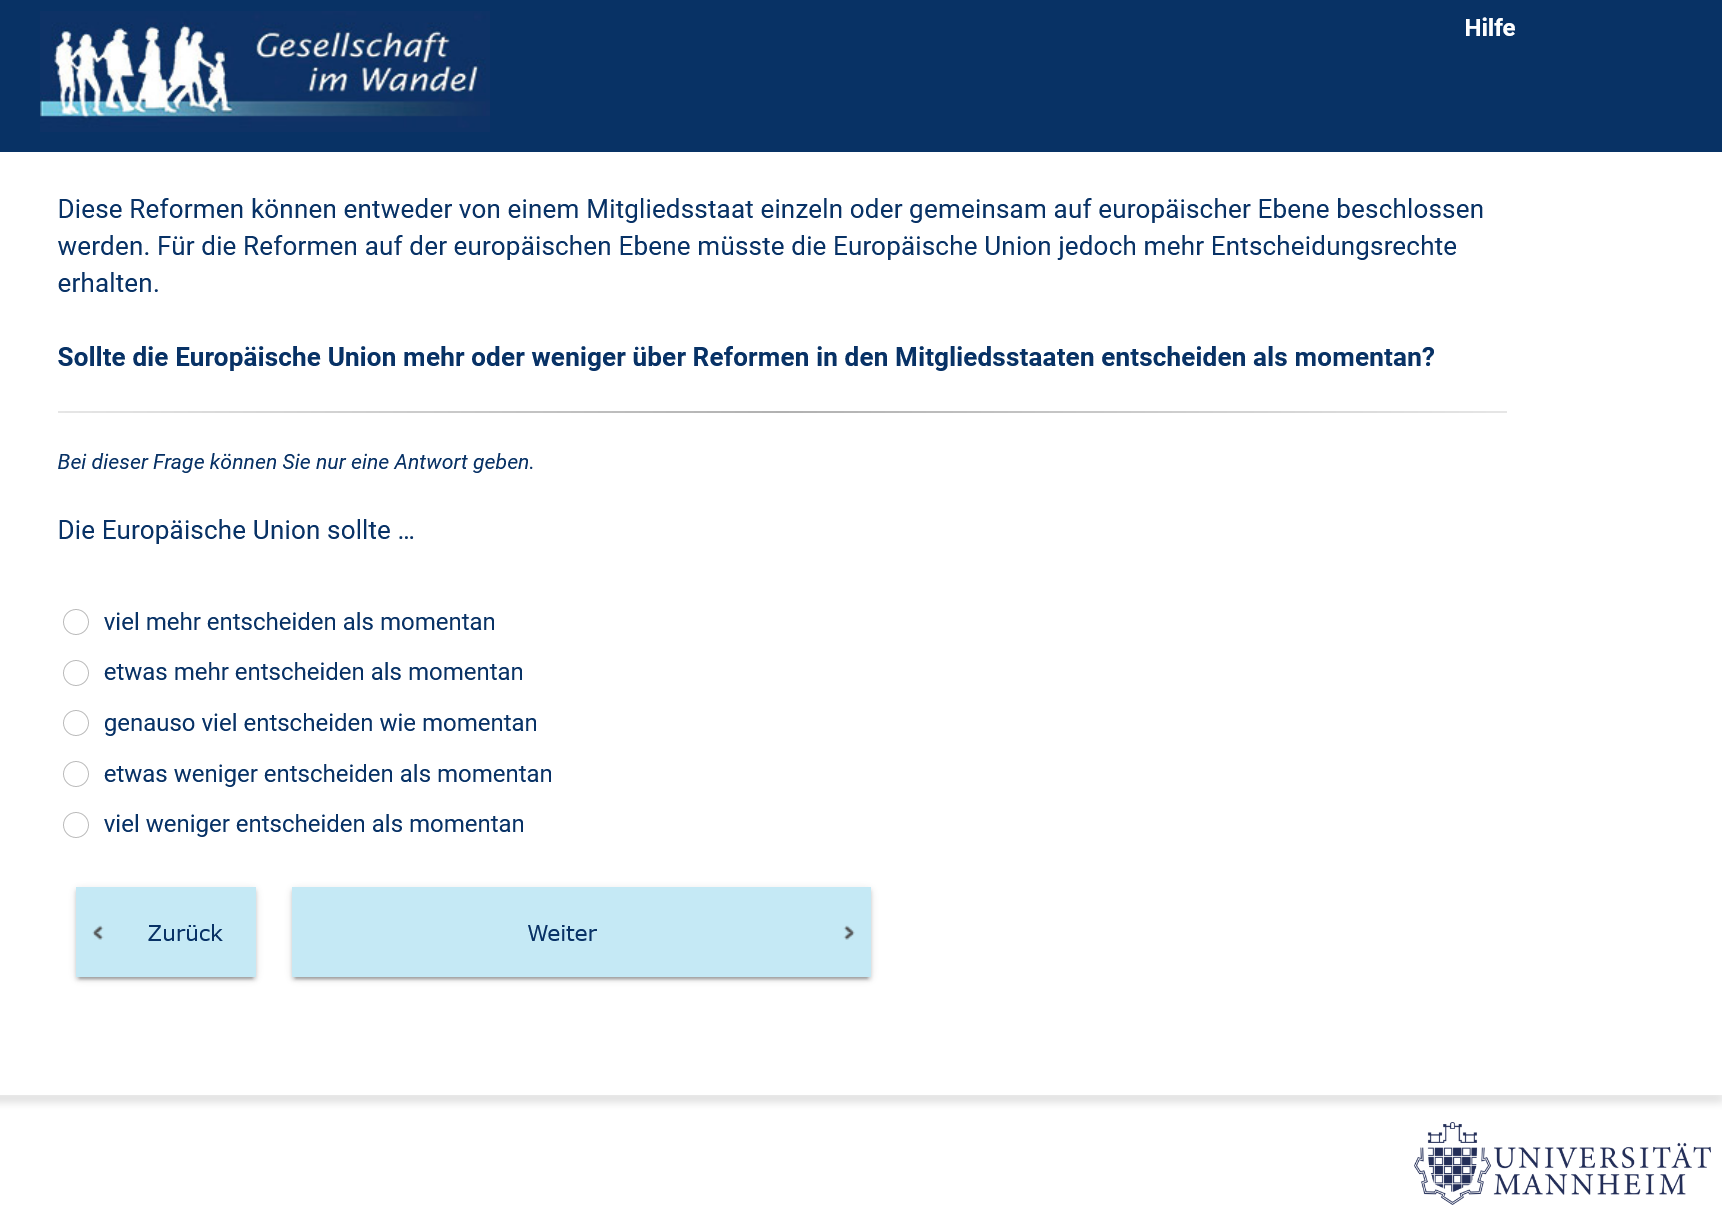 Gesellschaft
im Wandel
Hilfe
Diese Reformen können entweder von einem Mitgliedsstaat einzeln oder gemeinsam auf europäischer Ebene beschlossen
werden. Für die Reformen auf der europäischen Ebene müsste die Europäische Union jedoch mehr Entscheidungsrechte
erhalten.
Sollte die Europäische Union mehr oder weniger über Reformen in den Mitgliedsstaaten entscheiden als momentan?
Bei dieser Frage können Sie nur eine Antwort geben.
Die Europäische Union sollte ...
viel mehr entscheiden als momentan
etwas mehr entscheiden als momentan
genauso viel entscheiden wie momentan
etwas weniger entscheiden als momentan
viel weniger entscheiden als momentan
Zurück
Weiter
UNIVERSITÄT
MANNHEIM